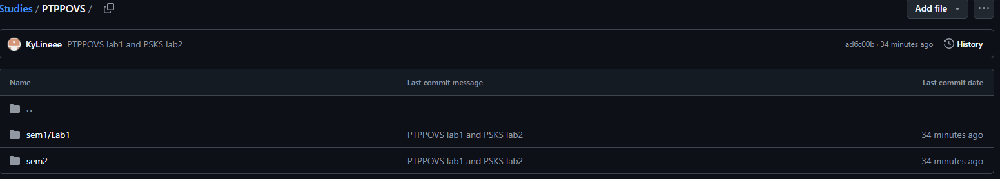 Studies / PTPPOVS /
Add file
KyLineee PTPPOVS lab1 and PSKS lab2
ad6c00b · 34 minutes ago
History
Name Last commit message Last commit date
..
sem1/Lab1 PTPPOVS lab1 and PSKS lab2 34 minutes ago
sem2 PTPPOVS lab1 and PSKS lab2 34 minutes ago